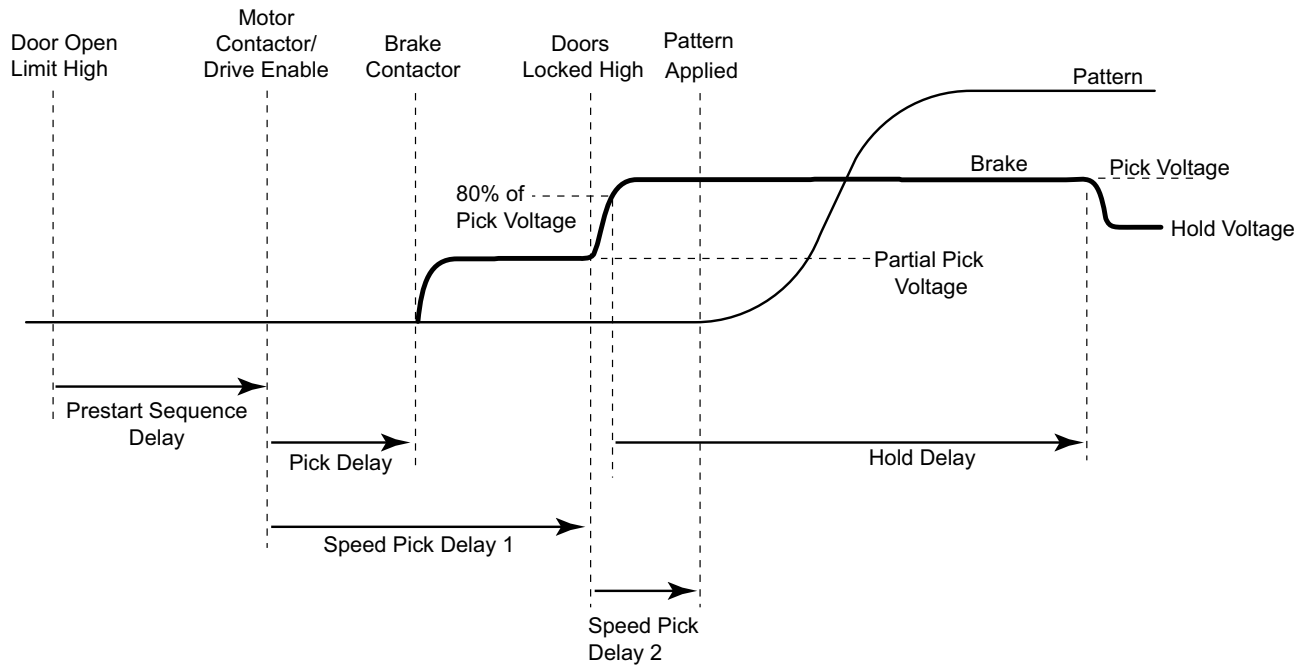 Door Open
Limit High
Motor
Contactor/
Drive Enable
Brake
Contactor
Doors
Locked High
Pattern
Applied
Pattern
Brake
Pick Voltage
80% of
Pick Voltage
Hold Voltage
Partial Pick
Voltage
Prestart Sequence
Delay
Pick Delay
Hold Delay
Speed Pick Delay 1
Speed Pick
Delay 2